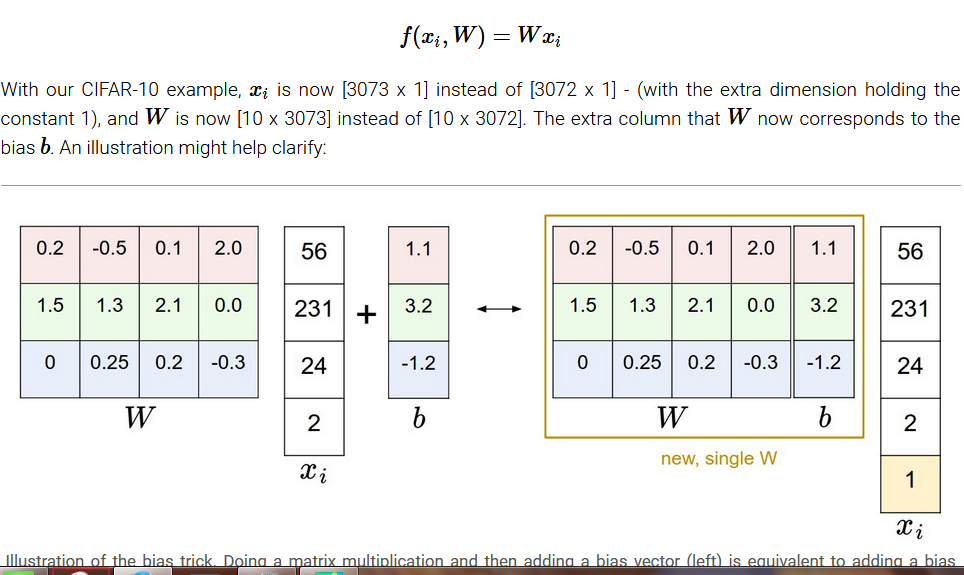 f(xᵢ, W) = Wxᵢ
With our CIFAR-10 example, xᵢ is now [3073 x 1] instead of [3072 x 1] - (with the extra dimension holding the
constant 1), and W is now [10 x 3073] instead of [10 x 3072]. The extra column that W now corresponds to the
bias b. An illustration might help clarify:
0.2 -0.5 0.1 2.0 56 1.1 0.2 -0.5 0.1 2.0 1.1 56
1.5 1.3 2.1 0.0 231 + 3.2 ↔ 1.5 1.3 2.1 0.0 3.2 231
0 0.25 0.2 -0.3 24 -1.2 0 0.25 0.2 -0.3 -1.2 24
W 2 b W b 2
xᵢ new, single W 1
xᵢ
Illustration of the bias trick. Doing a matrix multiplication and then adding a bias vector (left) is equivalent to adding a bias